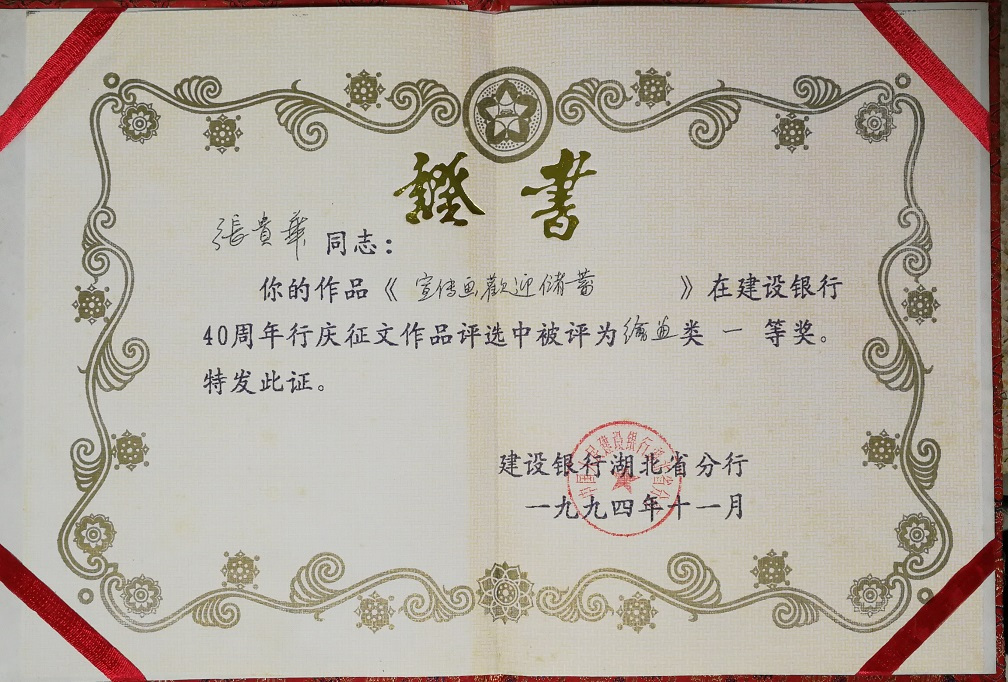 證書
張貴華 同志：
你的作品《宣传画歡迎储蓄》在建设银行
40周年行庆征文作品评选中被评为绘画类 一 等奖。
特发此证。
建设银行湖北省分行
一九九四年十一月